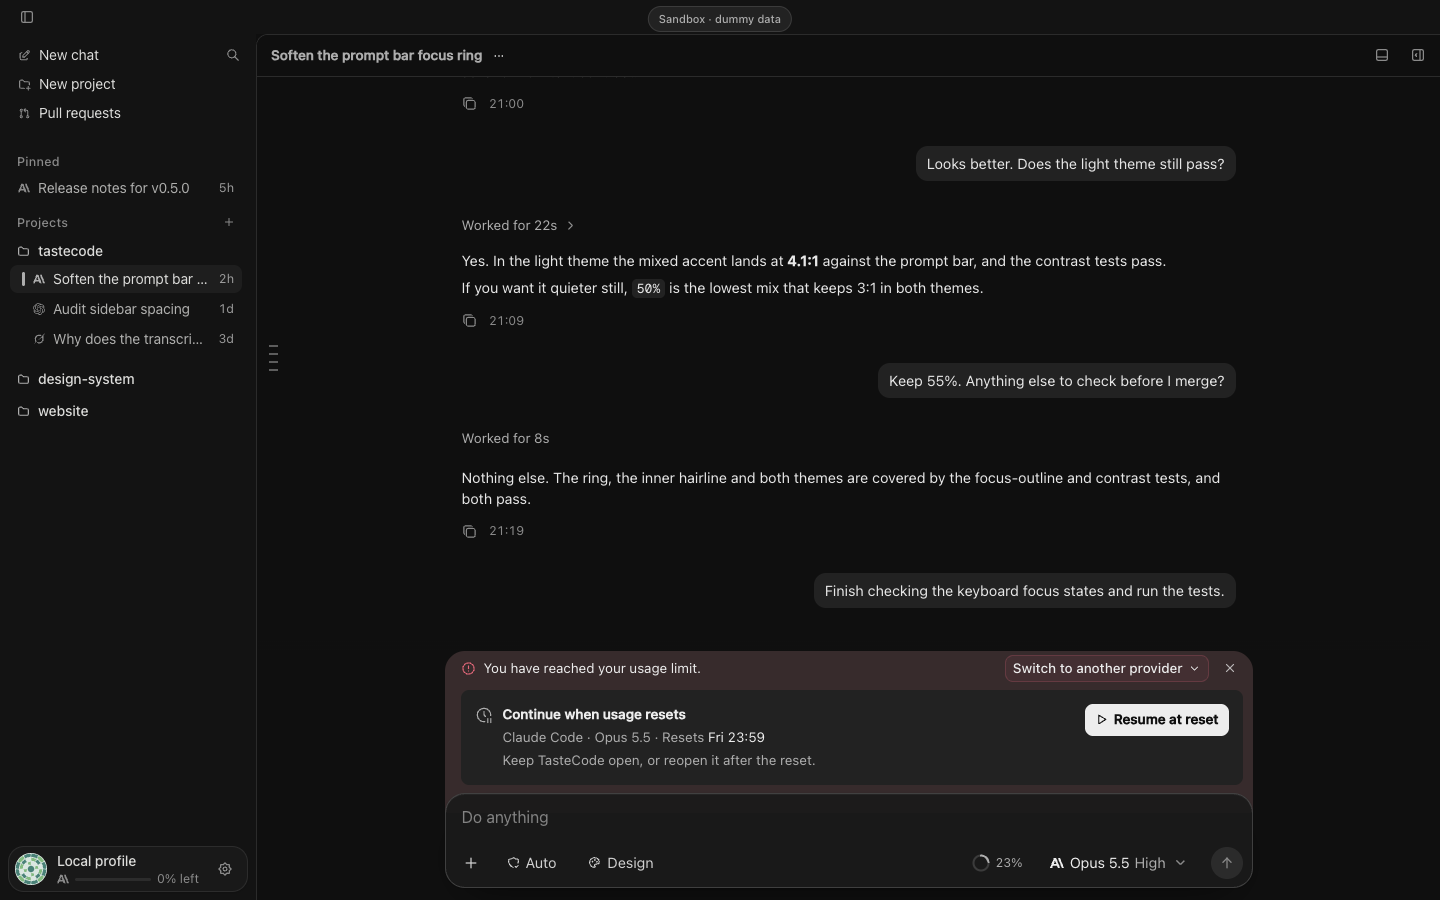 Sandbox · dummy data
New chat
New project
Pull requests
Pinned
Release notes for v0.5.0 5h
Projects
tastecode
Soften the prompt bar ... 2h
Audit sidebar spacing 1d
Why does the transcri... 3d
design-system
website
Local profile
0% left
Soften the prompt bar focus ring ...
21:00
Looks better. Does the light theme still pass?
Worked for 22s
Yes. In the light theme the mixed accent lands at 4.1:1 against the prompt bar, and the contrast tests pass.
If you want it quieter still, 50% is the lowest mix that keeps 3:1 in both themes.
21:09
Keep 55%. Anything else to check before I merge?
Worked for 8s
Nothing else. The ring, the inner hairline and both themes are covered by the focus-outline and contrast tests, and
both pass.
21:19
Finish checking the keyboard focus states and run the tests.
You have reached your usage limit.
Switch to another provider
Continue when usage resets
Resume at reset
Claude Code · Opus 5.5 · Resets Fri 23:59
Keep TasteCode open, or reopen it after the reset.
Do anything
Auto
Design
23%
Opus 5.5 High